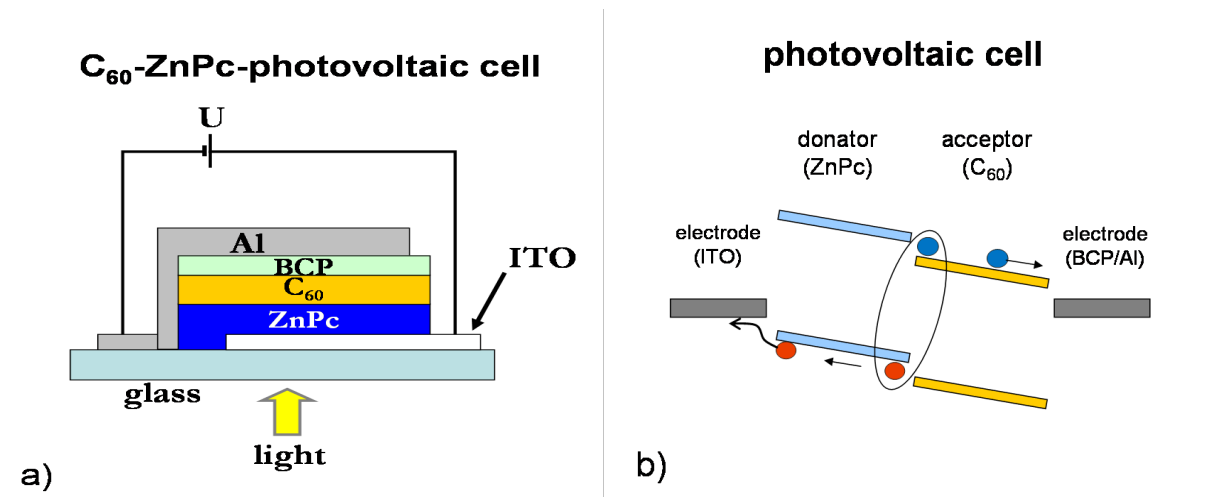 C₆₀-ZnPc-photovoltaic cell
U
Al
BCP
C₆₀
ZnPc
ITO
glass
light
a)
photovoltaic cell
donator
(ZnPc)
acceptor
(C₆₀)
electrode
(ITO)
electrode
(BCP/Al)
b)